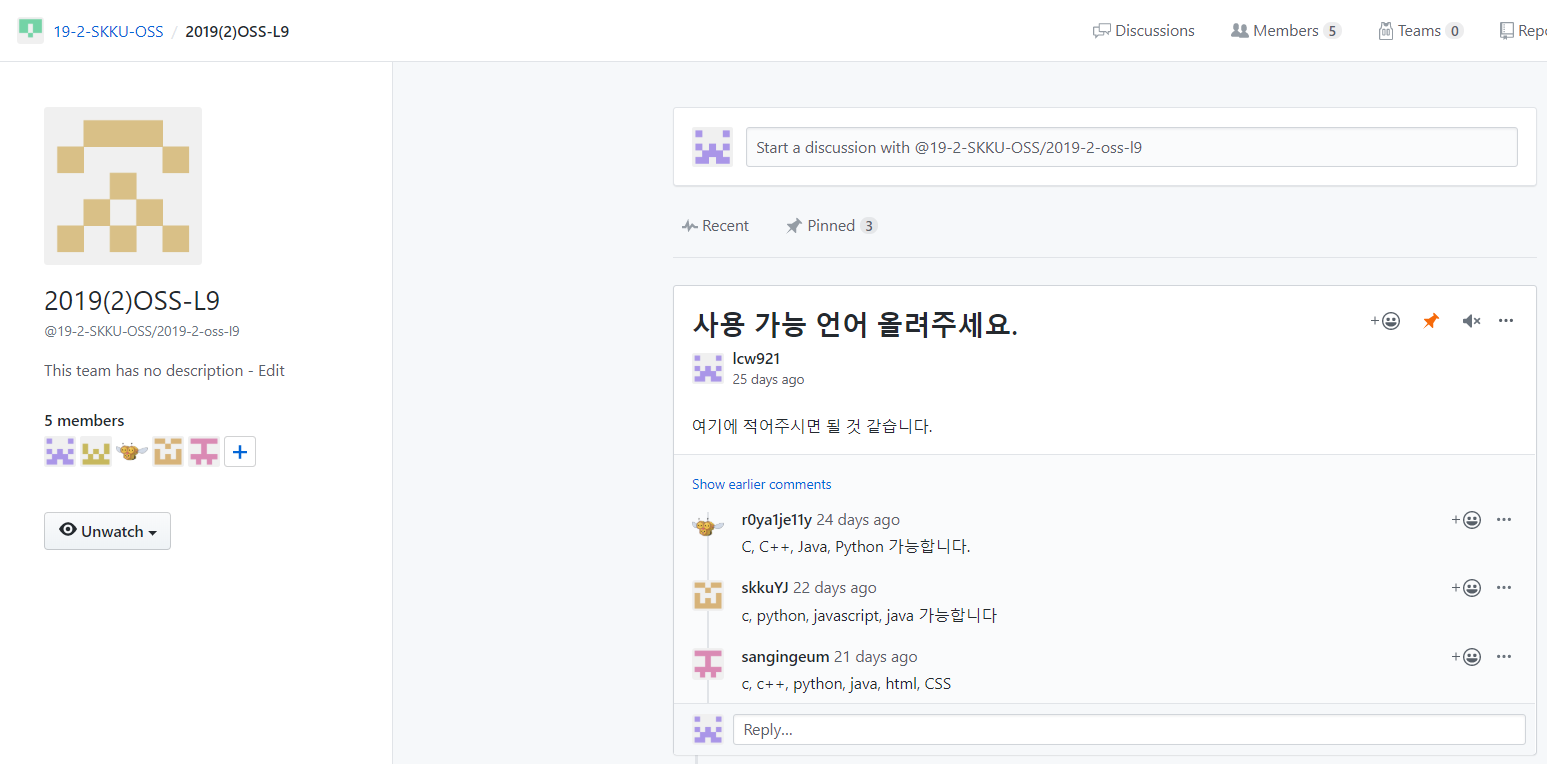 19-2-SKKU-OSS / 2019(2)OSS-L9
Discussions Members 5 Teams 0
Start a discussion with @19-2-SKKU-OSS/2019-2-oss-l9
Recent Pinned 3
2019(2)OSS-L9
@19-2-SKKU-OSS/2019-2-oss-l9
This team has no description - Edit
5 members
Unwatch
사용 가능 언어 올려주세요.
lcw921
25 days ago
여기에 적어주시면 될 것 같습니다.
Show earlier comments
r0ya1je11y 24 days ago
C, C++, Java, Python 가능합니다.
skkuYJ 22 days ago
c, python, javascript, java 가능합니다
sangingeum 21 days ago
c, c++, python, java, html, CSS
Reply...